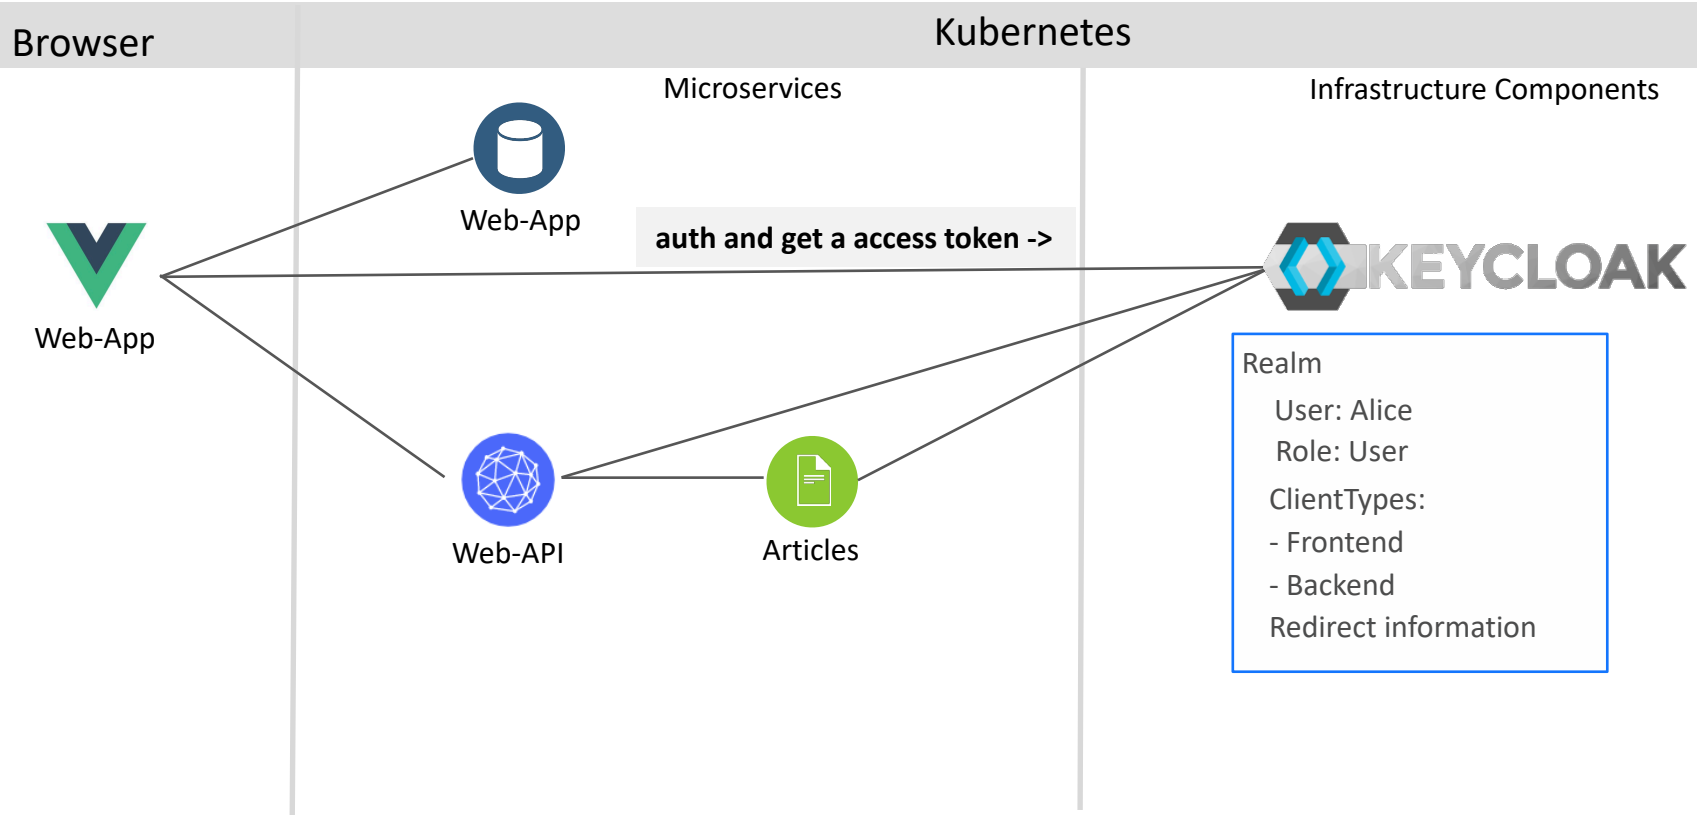 Browser
Kubernetes
Microservices
Infrastructure Components
Web-App
auth and get a access token ->
KEYCLOAK
Web-App
Realm
User: Alice
Role: User
ClientTypes:
- Frontend
- Backend
Redirect information
Web-API
Articles